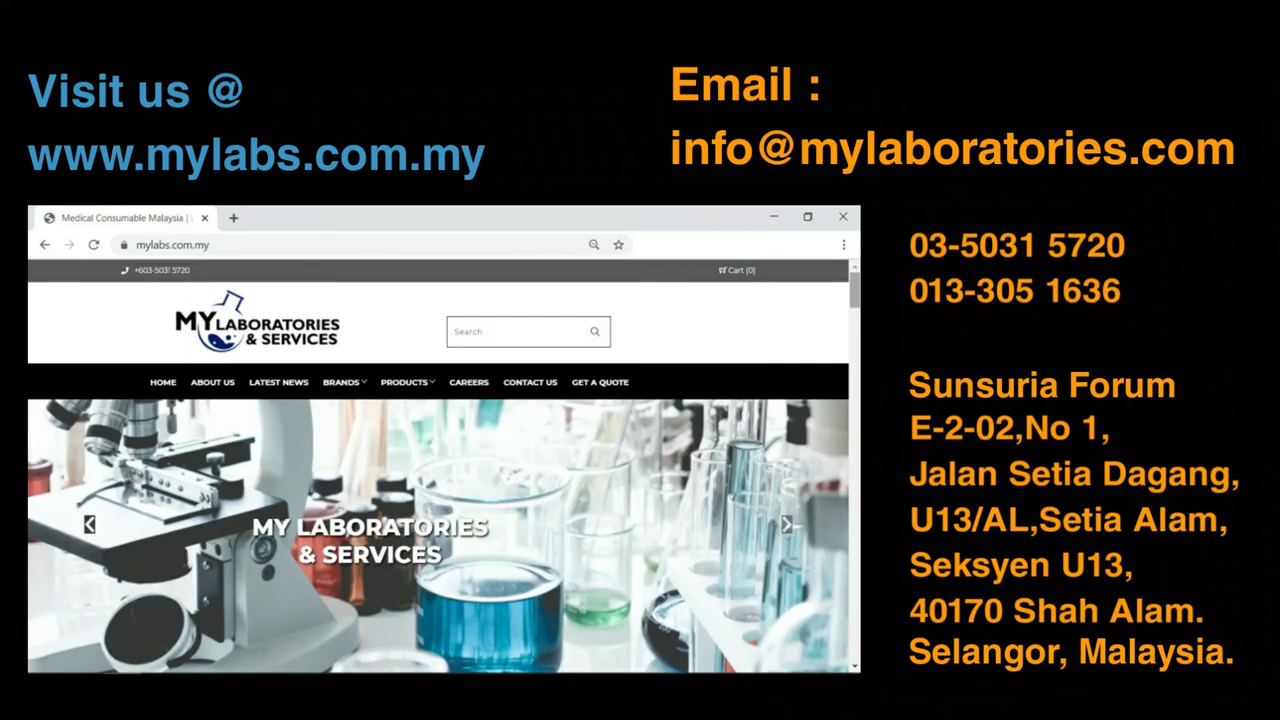 Visit us @
www.mylabs.com.my
Email :
info@mylaboratories.com
Medical Consumable Malaysia |
mylabs.com.my
+603-5031 5720
Cart (0)
MY LABORATORIES
& SERVICES
Search
HOME ABOUT US LATEST NEWS BRANDS PRODUCTS CAREERS CONTACT US GET A QUOTE
MY LABORATORIES
& SERVICES
03-5031 5720
013-305 1636
Sunsuria Forum
E-2-02,No 1,
Jalan Setia Dagang,
U13/AL,Setia Alam,
Seksyen U13,
40170 Shah Alam.
Selangor, Malaysia.